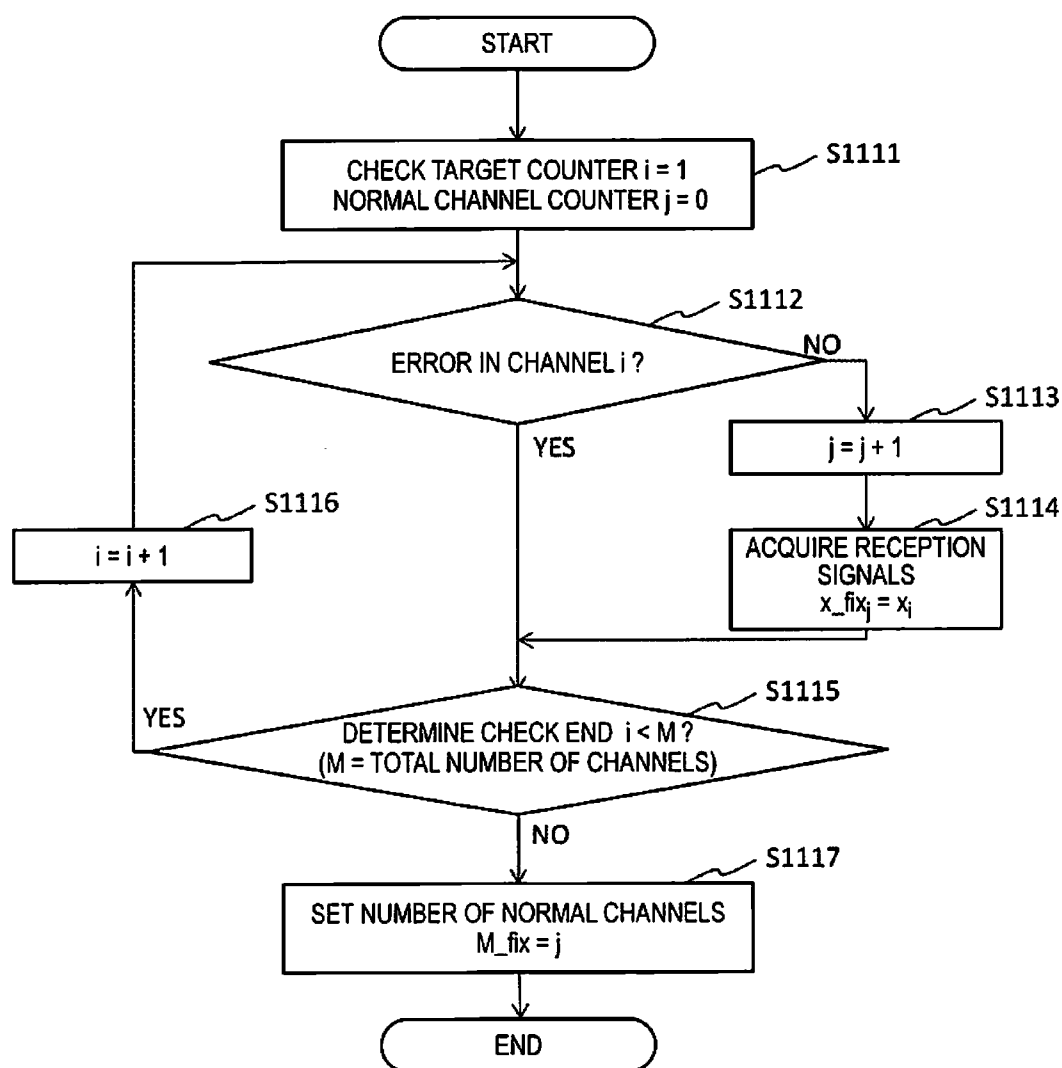 START
CHECK TARGET COUNTER i = 1
NORMAL CHANNEL COUNTER j = 0
S1111
S1112
ERROR IN CHANNEL i ?
NO
YES
S1113
j = j + 1
S1114
ACQUIRE RECEPTION
SIGNALS
x_fixj = xi
S1116
i = i + 1
S1115
YES
DETERMINE CHECK END i < M ?
(M = TOTAL NUMBER OF CHANNELS)
NO
S1117
SET NUMBER OF NORMAL CHANNELS
M_fix = j
END